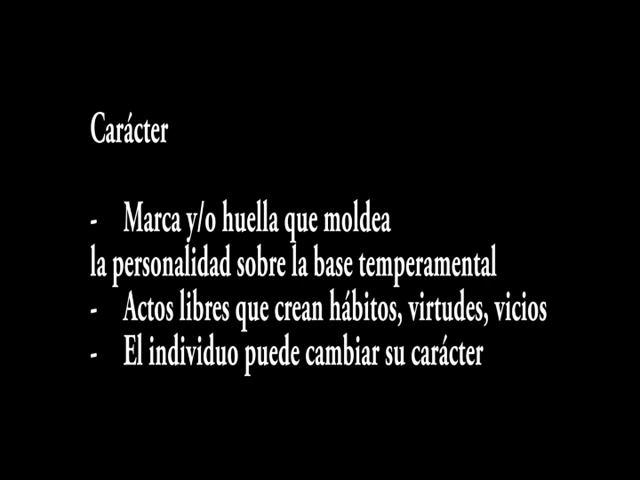 Carácter
- Marca y/o huella que moldea
la personalidad sobre la base temperamental
- Actos libres que crean hábitos, virtudes, vicios
- El individuo puede cambiar su carácter